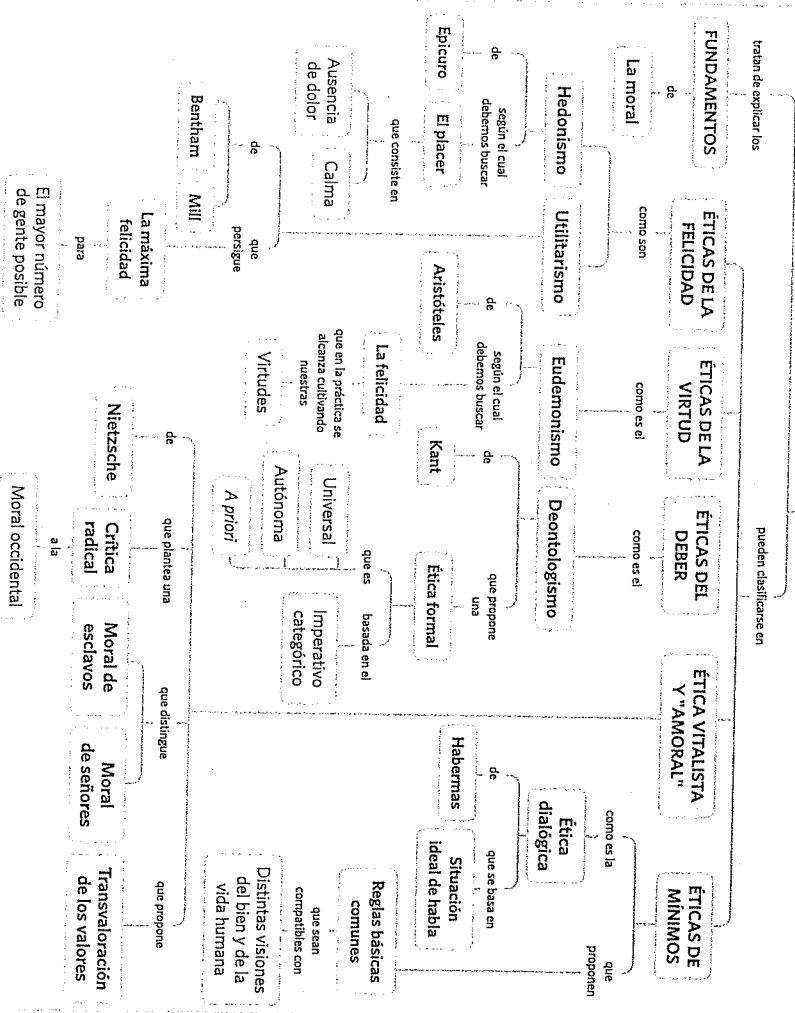 tratan de explicar los
pueden clasificarse en
FUNDAMENTOS
de
La moral
ÉTICAS DE LA
FELICIDAD
como son
Hedonismo
de
Epicuro
según el cual
debemos buscar
El placer
que consiste en
Ausencia
de dolor
Calma
Utilitarismo
de
Bentham
Mill
que
persigue
La máxima
felicidad
para
El mayor número
de gente posible
ÉTICAS DE LA
VIRTUD
como es el
Eudemonismo
de
Aristóteles
según el cual
debemos buscar
La felicidad
que en la práctica se
alcanza cultivando
nuestras
Virtudes
ÉTICAS DEL
DEBER
como es el
Deontologismo
de
Kant
que propone
una
Ética formal
que es
Universal
Autónoma
A priori
basada en el
Imperativo
categórico
ÉTICA VITALISTA
Y "AMORAL"
de
Nietzsche
que plantea una
Crítica
radical
a la
Moral occidental
que distingue
Moral de
esclavos
Moral
de señores
que propone
Transvaloración
de los valores
ÉTICAS DE
MÍNIMOS
como es la
Ética
dialógica
de
Habermas
que se basa en
Situación
ideal de habla
que
proponen
Reglas básicas
comunes
que sean
compatibles con
Distintas visiones
del bien y de la
vida humana